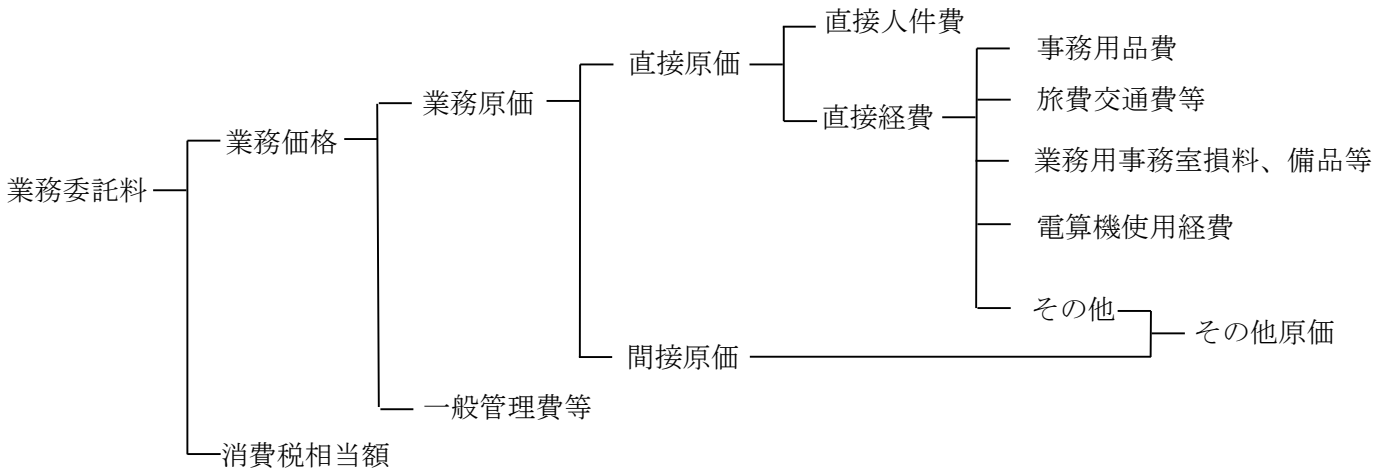 直接人件費
事務用品費
直接原価
旅費交通費等
業務原価
直接経費
業務価格
業務用事務室損料、備品等
業務委託料
電算機使用経費
その他
その他原価
間接原価
一般管理費等
消費税相当額